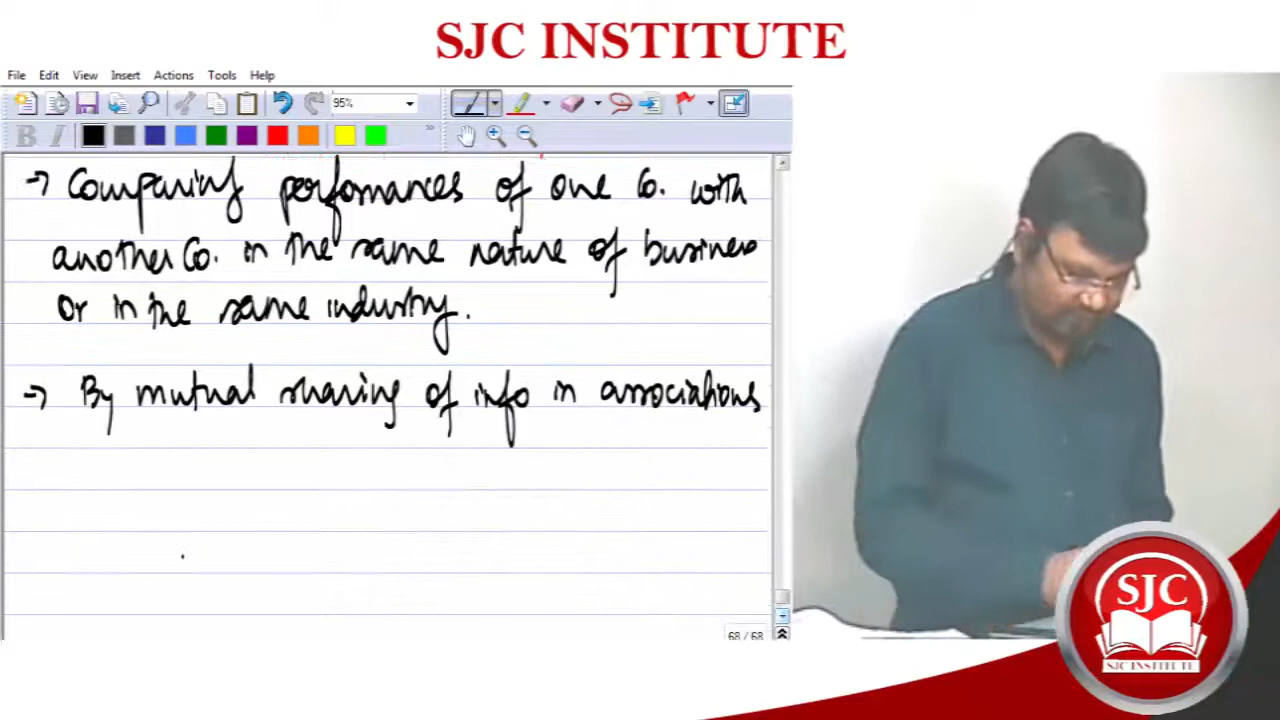 SJC INSTITUTE
File Edit View Insert Actions Tools Help
95%
B I
→ Comparing perfomances of one Co. with
another Co. in the same nature of business
Or in the same industry.
→ By mutual sharing of info in associations
68 / 68
SJC
SJC INSTITUTE